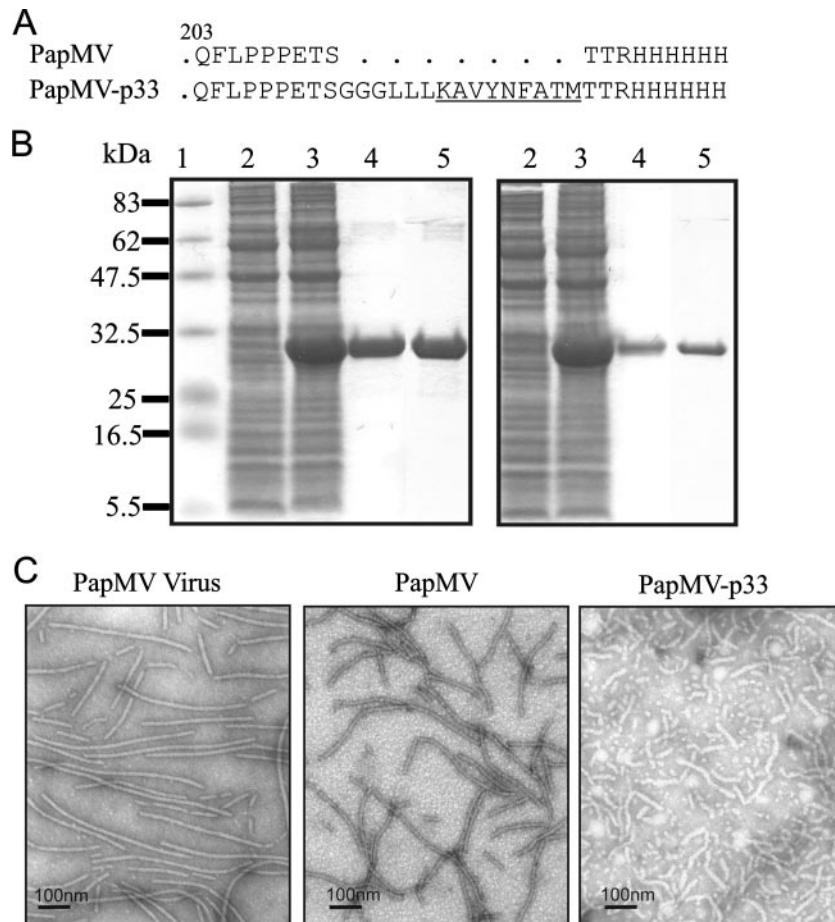 A
203
PapMV .QFLPPPETS . . . . . . . TTRHHHHHH
PapMV-p33 .QFLPPPETSGGGLLLKAVYNFATMTTRHHHHHH
B
kDa 1 2 3 4 5 2 3 4 5
83
62
47.5
32.5
25
16.5
5.5
C
PapMV Virus PapMV PapMV-p33
100nm 100nm 100nm